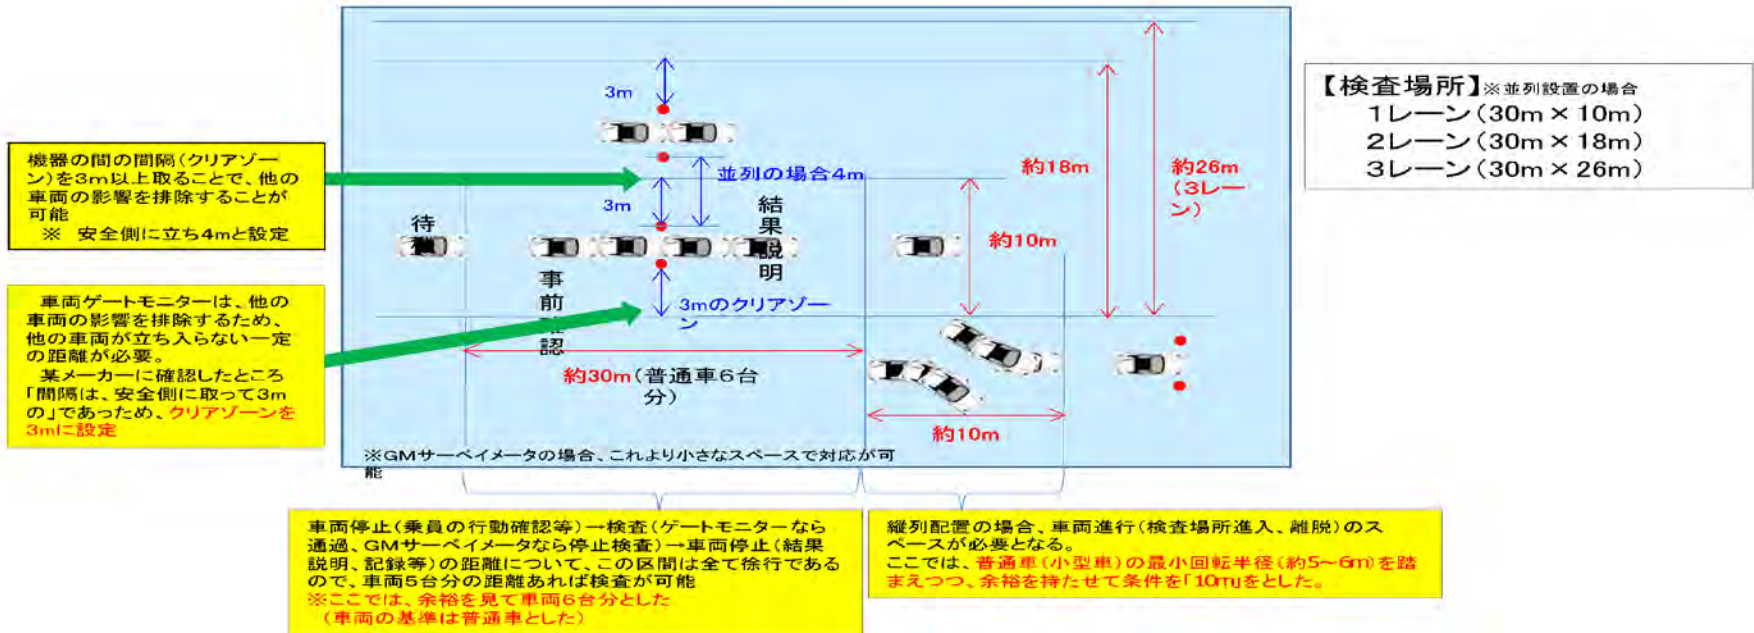 機器の間の間隔(クリアゾー
ン)を3m以上取ることで、他の
車両の影響を排除することが
可能
※ 安全側に立ち4mと設定
車両ゲートモニターは、他の
車両の影響を排除するため、
他の車両が立ち入らない一定
の距離が必要。
某メーカーに確認したところ
「間隔は、安全側に取って3m
の」であっため、クリアゾーンを
3mに設定
3m
並列の場合4m
3m
待機
結果説明
事前確認
3mのクリアゾー
ン
約30m(普通車6台
分)
約10m
約10m
約18m
約26m
(3レー
ン)
※GMサーベイメータの場合、これより小さなスペースで対応が可
能
【検査場所】※並列設置の場合
1レーン(30m×10m)
2レーン(30m×18m)
3レーン(30m×26m)
車両停止(乗員の行動確認等)→検査(ゲートモニターなら
通過、GMサーベイメータなら停止検査)→車両停止(結果
説明、記録等)の距離について、この区間は全て徐行である
ので、車両5台分の距離あれば検査が可能
※ここでは、余裕を見て車両6台分とした
(車両の基準は普通車とした)
縦列配置の場合、車両進行(検査場所進入、離脱)のス
ペースが必要となる。
ここでは、普通車(小型車)の最小回転半径(約5~6m)を踏
まえつつ、余裕を持たせて条件を「10m」をとした。